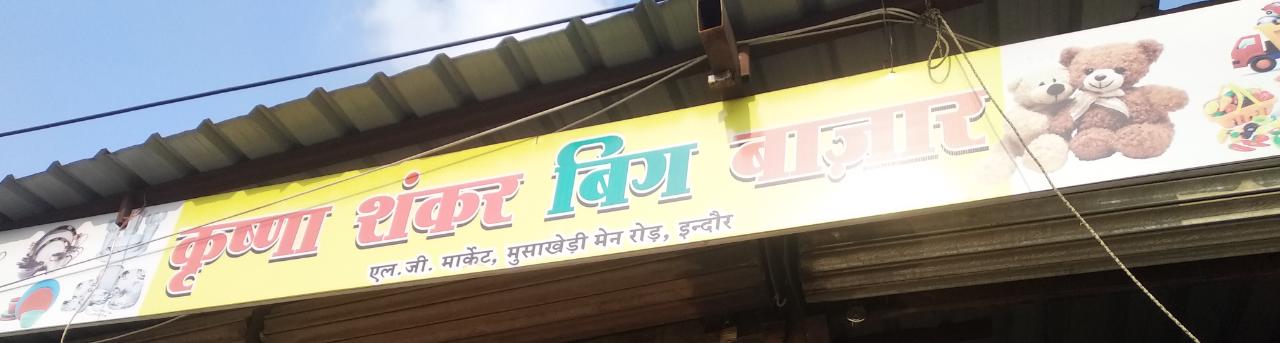 कृष्णा शंकर बिग बाज़ार
एल.जी. मार्केट, मुसाखेड़ी मेन रोड़, इन्दौर